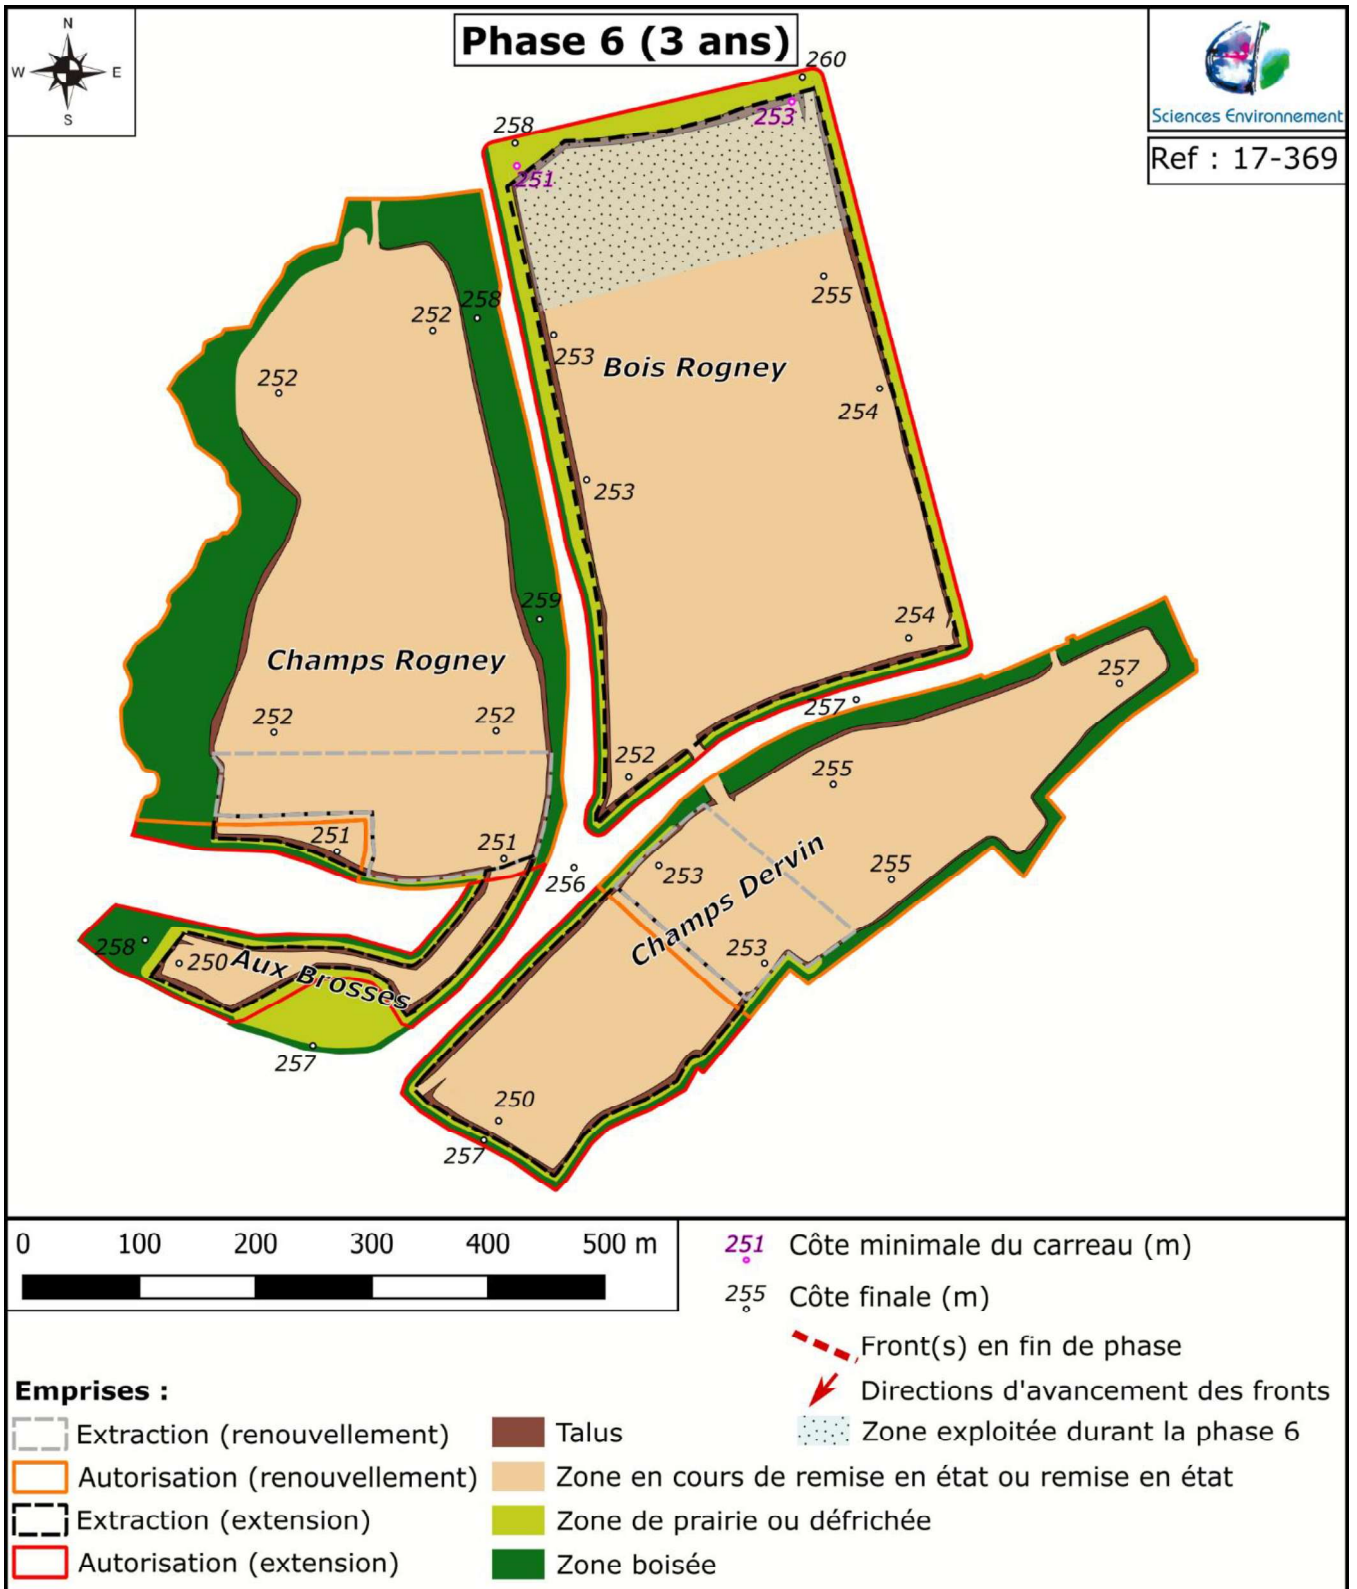 N
W E
S
Phase 6 (3 ans)
Sciences Environnement
Ref : 17-369
260
253
258
251
258
252
255
253
Bois Rogney
252
254
253
259
254
Champs Rogney
257
257
252
252
252
255
251
251
256
253
255
Champs Dervin
253
258
250
Aux Brosses
257
250
257
0 100 200 300 400 500 m
251 Côte minimale du carreau (m)
255 Côte finale (m)
Front(s) en fin de phase
Directions d'avancement des fronts
Zone exploitée durant la phase 6
Emprises :
Extraction (renouvellement)
Autorisation (renouvellement)
Extraction (extension)
Autorisation (extension)
Talus
Zone en cours de remise en état ou remise en état
Zone de prairie ou défrichée
Zone boisée